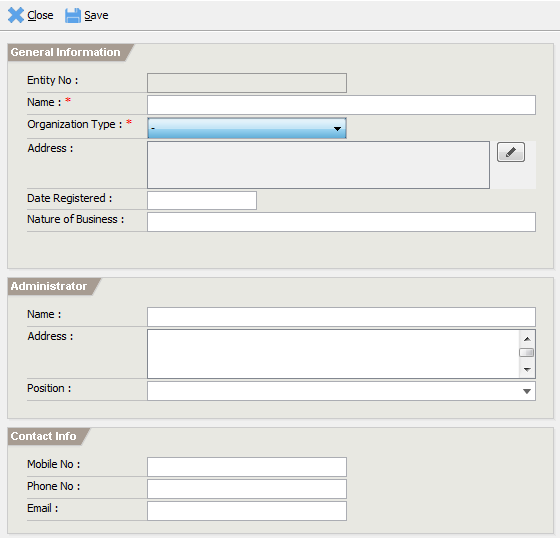 Close Save
General Information
Entity No :
Name : *
Organization Type : * -
Address :
Date Registered :
Nature of Business :
Administrator
Name :
Address :
Position :
Contact Info
Mobile No :
Phone No :
Email :